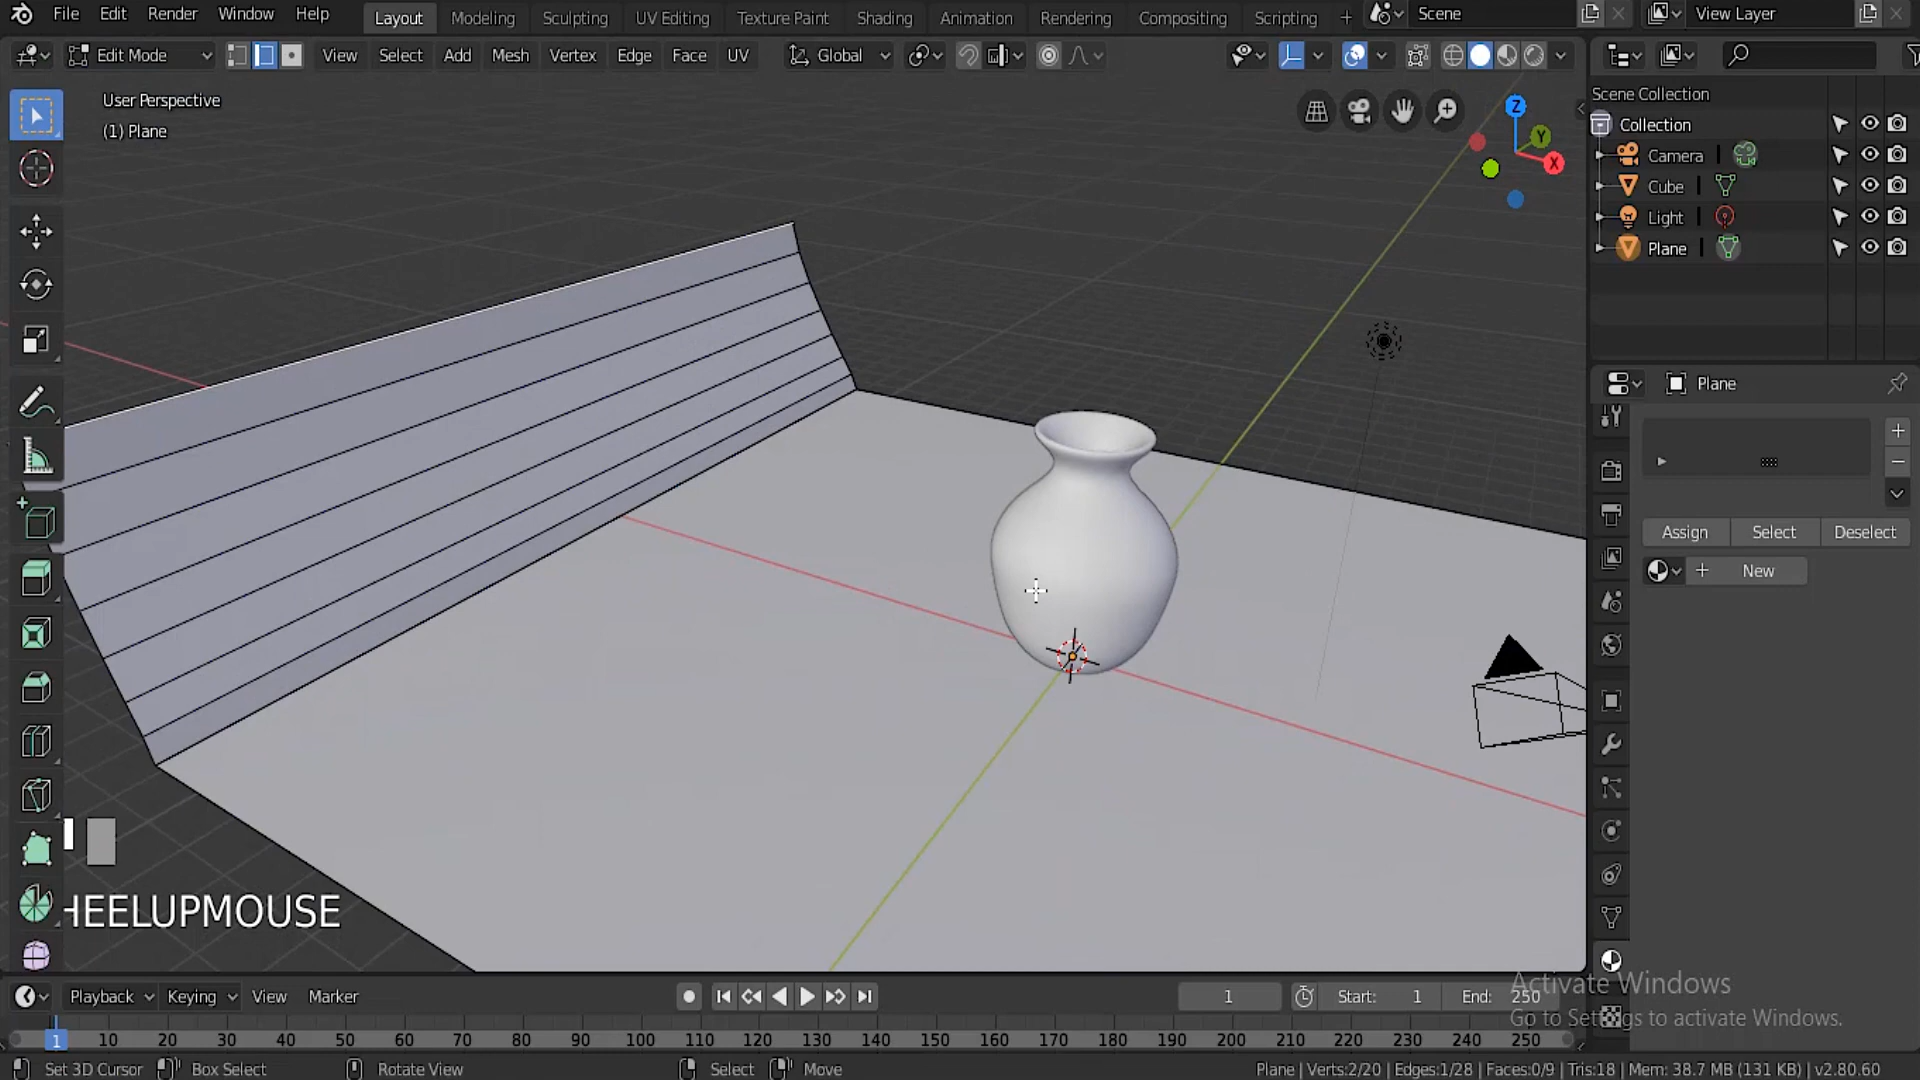 File Edit Render Window Help Layout Modeling Sculpting UV Editing Texture Paint Shading Animation Rendering Compositing Scripting + Scene View Layer
Edit Mode View Select Add Mesh Vertex Edge Face UV Global
User Perspective
(1) Plane
Z
Y
X
Scene Collection
Collection
Camera
Cube
Light
Plane
Plane
Assign Select Deselect
New
HEELUPMOUSE
Activate Windows
Go to Settings to activate Windows.
Playback Keying View Marker 1 Start: 1 End: 250
1 10 20 30 40 50 60 70 80 90 100 110 120 130 140 150 160 170 180 190 200 210 220 230 240 250
Set 3D Cursor Box Select Rotate View Select Move Plane | Verts:2/20 | Edges:1/28 | Faces:0/9 | Tris:18 | Mem: 38.7 MB (131 KB) | v2.80.60